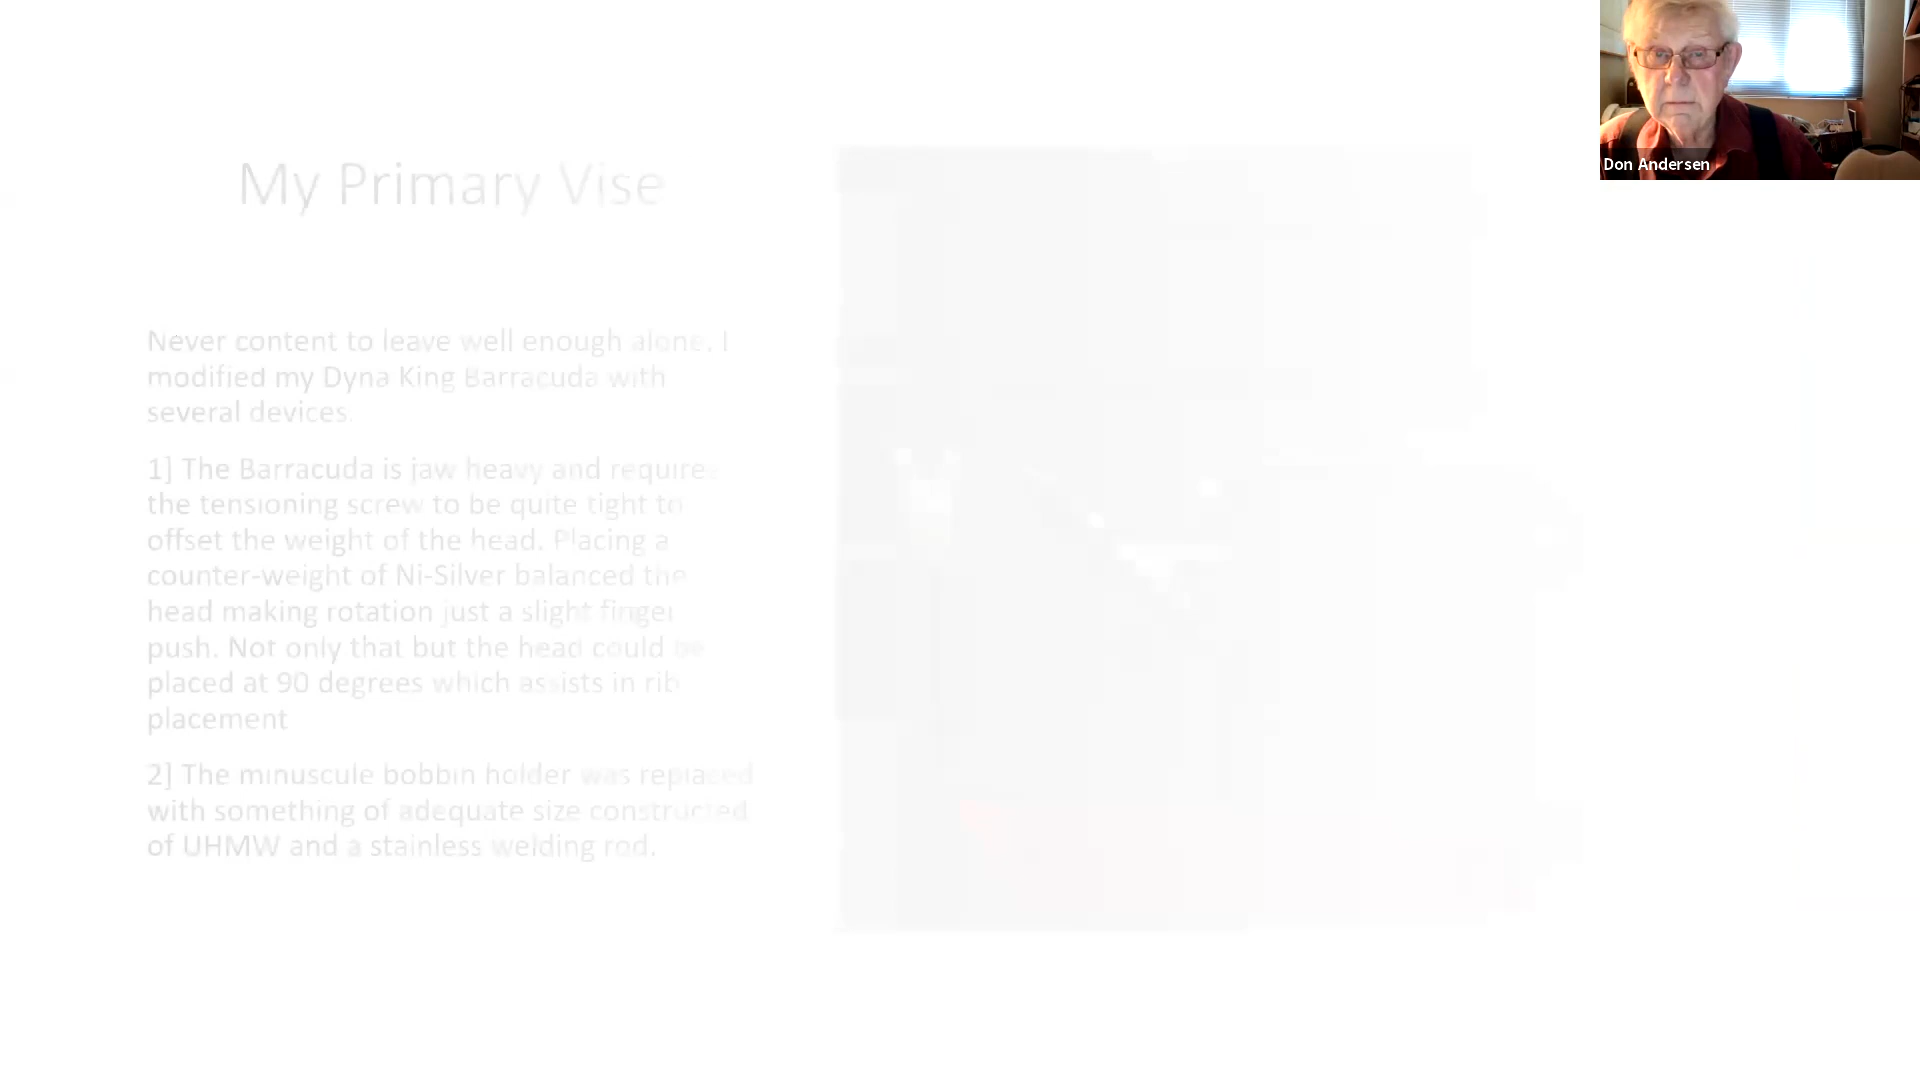 My Primary Vise
Never content to leave well enough alone. I
modified my Dyna King Barracuda with
several devices.
1] The Barracuda is jaw heavy and requires
the tensioning screw to be quite tight to
offset the weight of the head. Placing a
counter-weight of Ni-Silver balanced the
head making rotation just a slight finger
push. Not only that but the head could be
placed at 90 degrees which assists in rib
placement
2] The minuscule bobbin holder was replaced
with something of adequate size constructed
of UHMW and a stainless welding rod.
Don Andersen